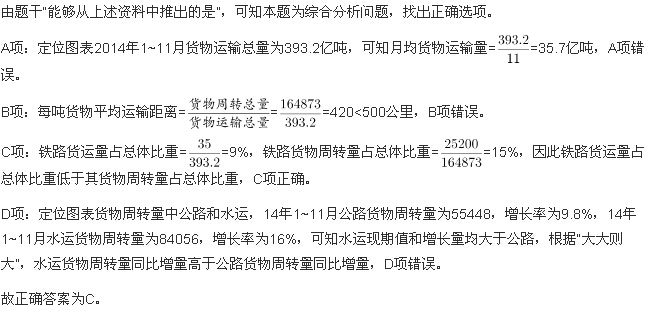 由题干"能够从上述资料中推出的是"，可知本题为综合分析问题，找出正确选项。
A项：定位图表2014年1~11月货物运输总量为393.2亿吨，可知月均货物运输量=393.2/11=35.7亿吨，A项错
误。
B项：每吨货物平均运输距离=货物周转总量/货物运输总量=164873/393.2=420<500公里，B项错误。
C项：铁路货运量占总体比重=35/393.2=9%，铁路货物周转量占总体比重=25200/164873=15%，因此铁路货运量占
总体比重低于其货物周转量占总体比重，C项正确。
D项：定位图表货物周转量中公路和水运，14年1~11月公路货物周转量为55448，增长率为9.8%，14年
1~11月水运货物周转量为84056，增长率为16%，可知水运现期值和增长量均大于公路，根据"大大则
大"，水运货物周转量同比增量高于公路货物周转量同比增量，D项错误。
故正确答案为C。